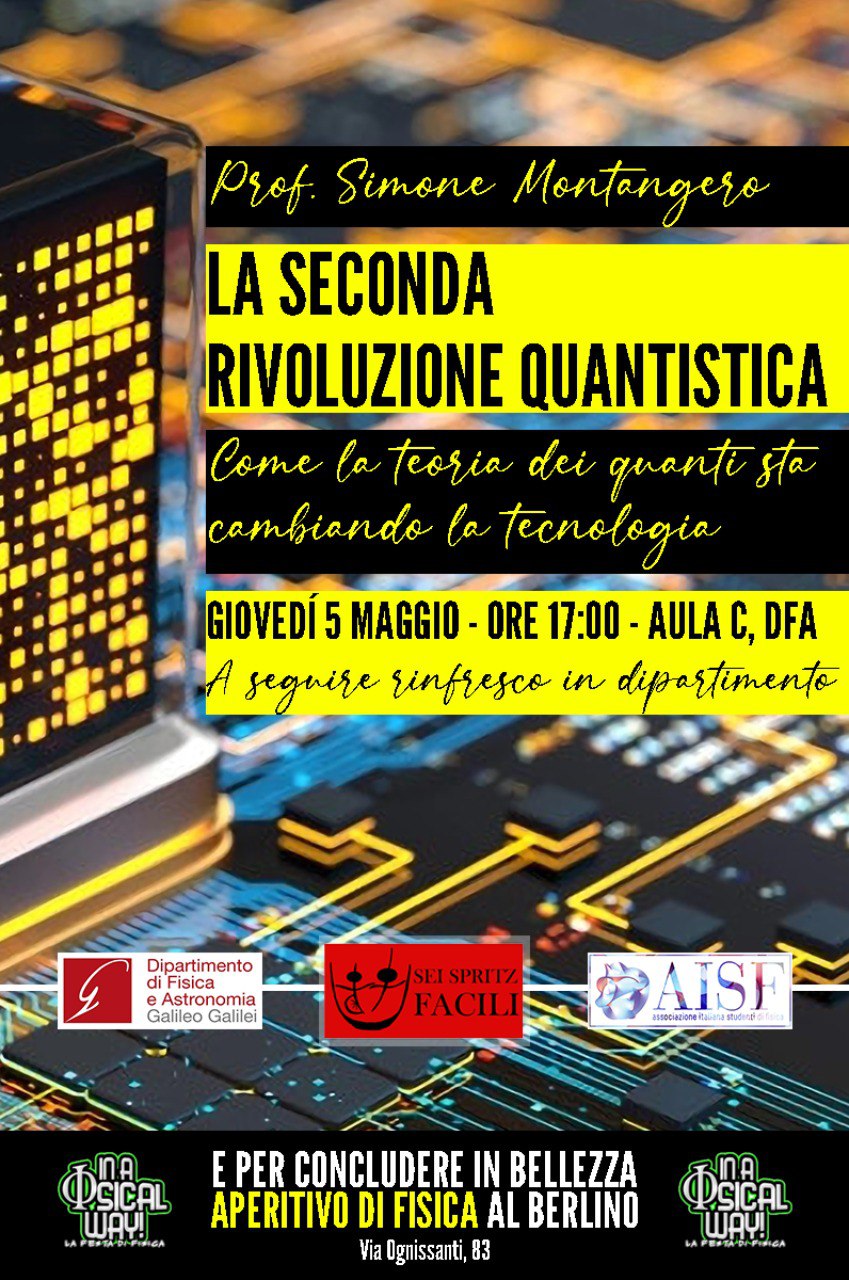 Prof. Simone Montangero
LA SECONDA
RIVOLUZIONE QUANTISTICA
Come la teoria dei quanti sta
cambiando la tecnologia
GIOVEDÍ 5 MAGGIO - ORE 17:00 - AULA C, DFA
A seguire rinfresco in dipartimento
Dipartimento
di Fisica
e Astronomia
Galileo Galilei
SEI SPRITZ
FACILI
AISF
associazione italiana studenti di fisica
E PER CONCLUDERE IN BELLEZZA
APERITIVO DI FISICA AL BERLINO
Via Ognissanti, 83
IN A
ΦSICAL
WAY!
LA FESTA DI FISICA
IN A
ΦSICAL
WAY!
LA FESTA DI FISICA